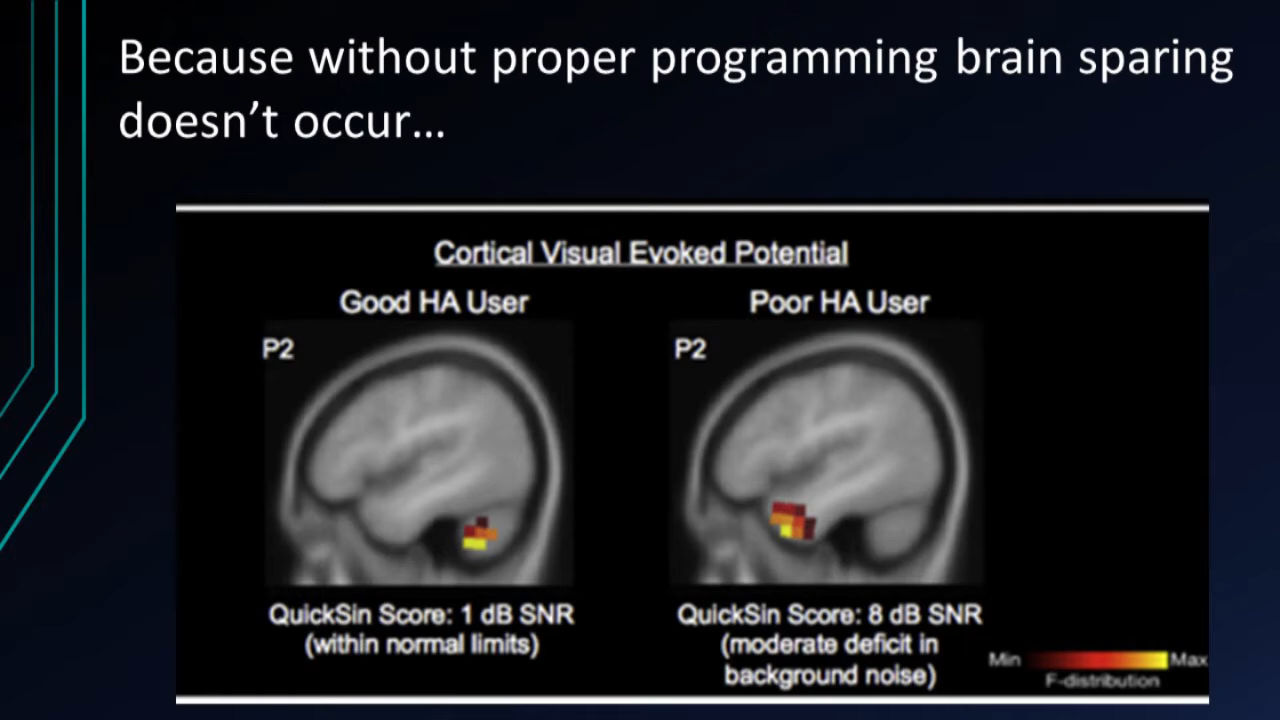 Because without proper programming brain sparing
doesn't occur…
Cortical Visual Evoked Potential
Good HA User
Poor HA User
P2
P2
QuickSin Score: 1 dB SNR
(within normal limits)
QuickSin Score: 8 dB SNR
(moderate deficit in
background noise)
Min
Max
F-distribution